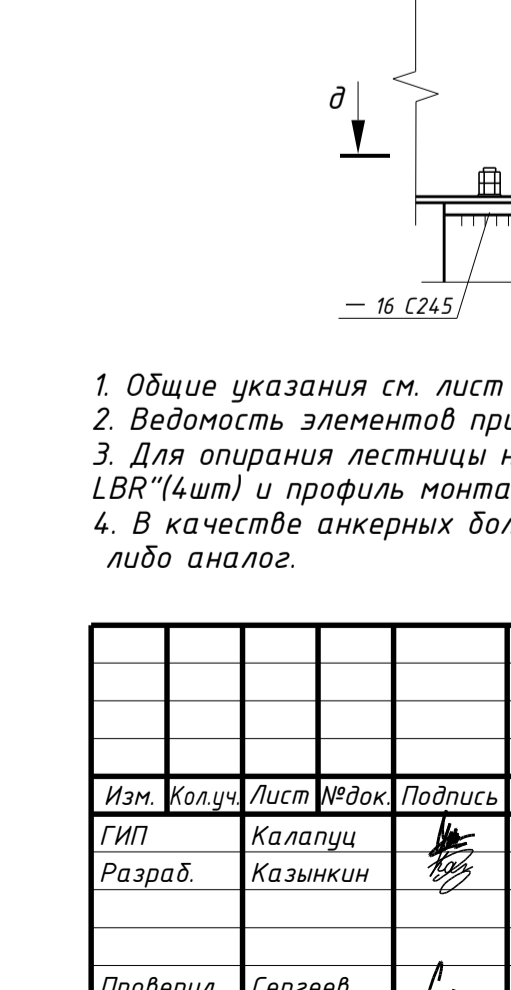 д
— 16 С245
1. Общие указания см. лист
2. Ведомость элементов при
3. Для опирания лестницы н
LBR"(4шт) и профиль монта
4. В качестве анкерных бол
либо аналог.
Изм. Кол.уч. Лист №док. Подпись
ГИП Калапуц
Разраб. Казынкин
Проверил Сергеев